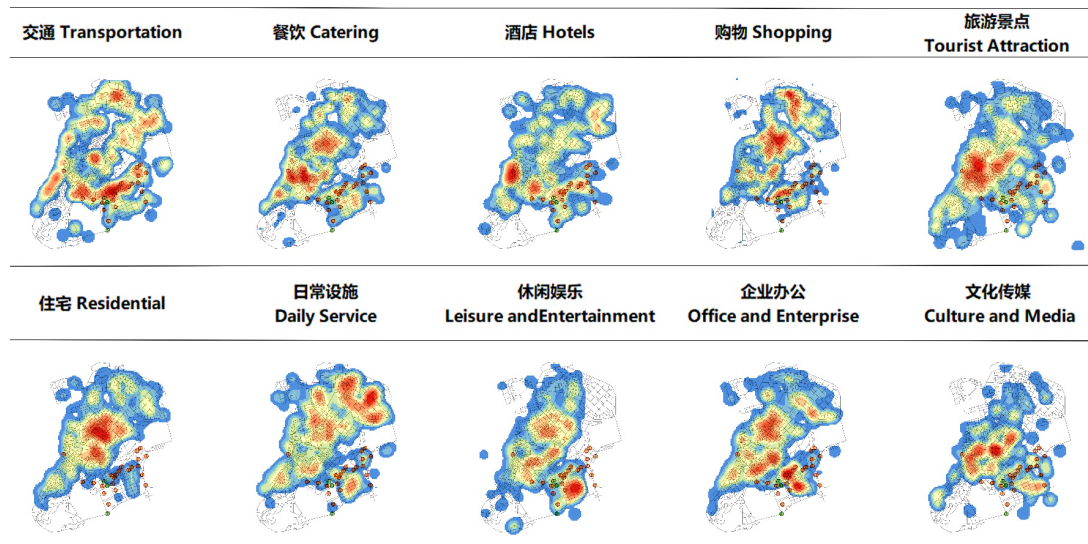 交通 Transportation
餐饮 Catering
酒店 Hotels
购物 Shopping
旅游景点
Tourist Attraction
住宅 Residential
日常设施
Daily Service
休闲娱乐
Leisure andEntertainment
企业办公
Office and Enterprise
文化传媒
Culture and Media